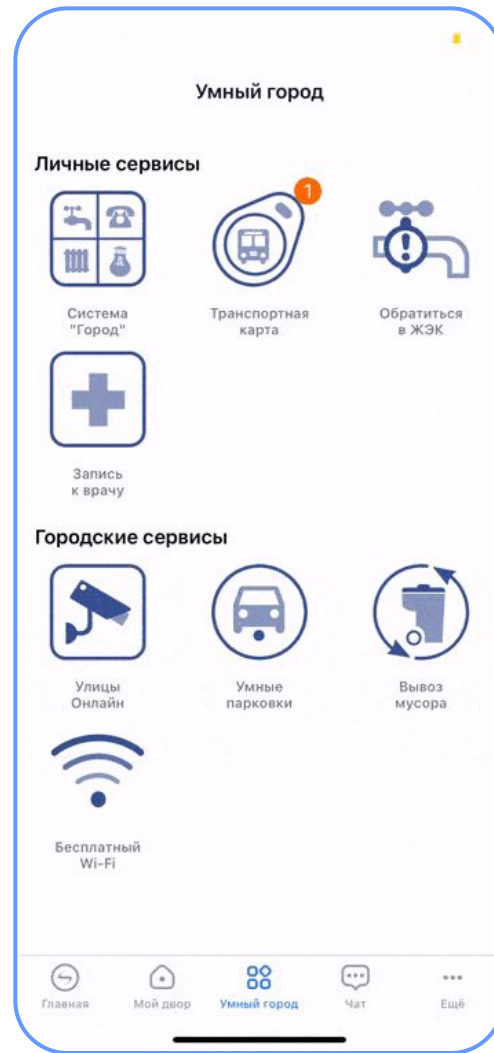 Умный город
Личные сервисы
1
Система
"Город"
Транспортная
карта
Обратиться
в ЖЭК
Запись
к врачу
Городские сервисы
Улицы
Онлайн
Умные
парковки
Вывоз
мусора
Бесплатный
Wi-Fi
Главная
Мой двор
Умный город
Чат
Ещё